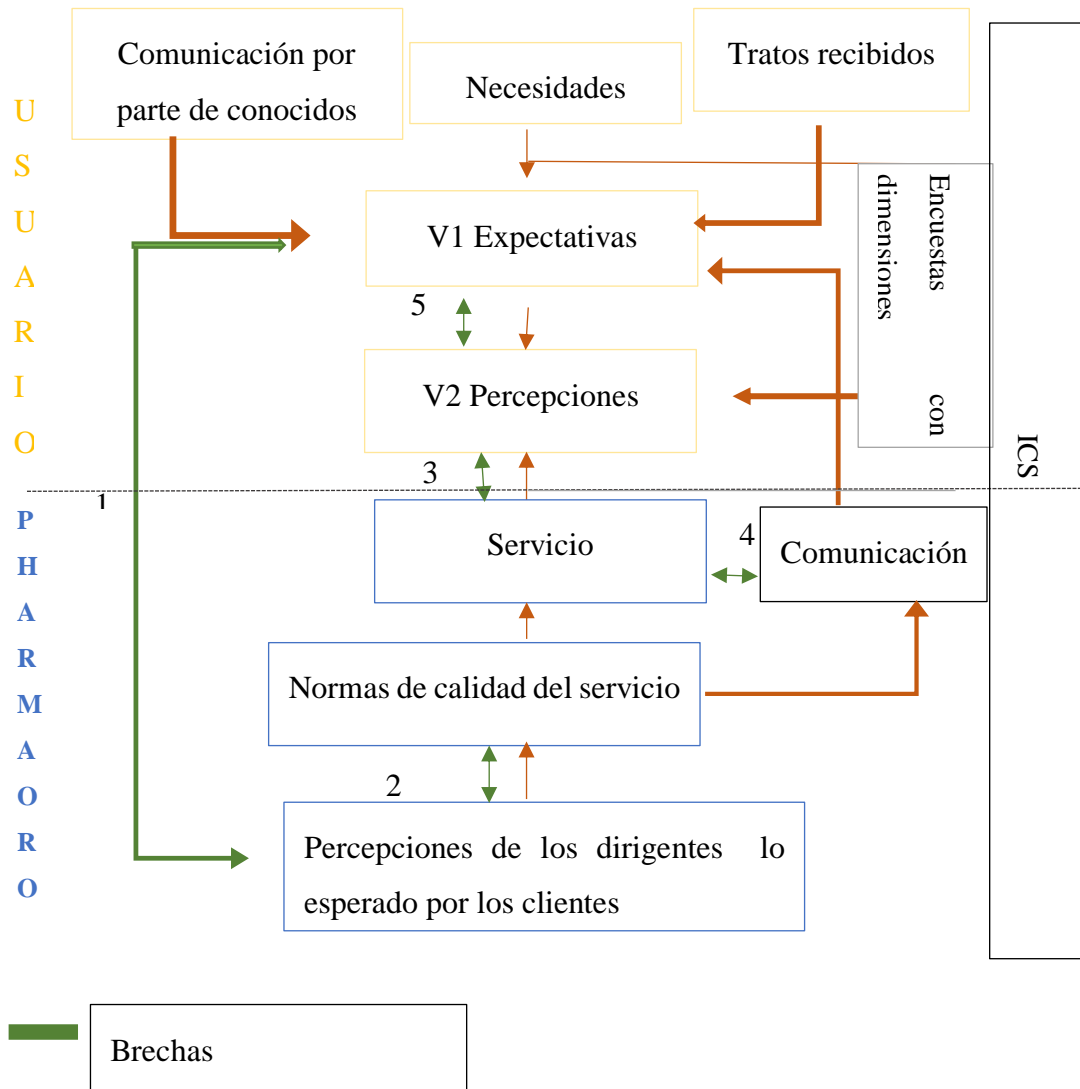 Comunicación por
parte de conocidos
Necesidades
Tratos recibidos
U
S
U
A
R
I
O
Encuestas con
dimensiones
V1 Expectativas
5
V2 Percepciones
3
ICS
1
P
H
A
R
M
A
O
R
O
Servicio
4
Comunicación
Normas de calidad del servicio
2
Percepciones de los dirigentes lo
esperado por los clientes
Brechas